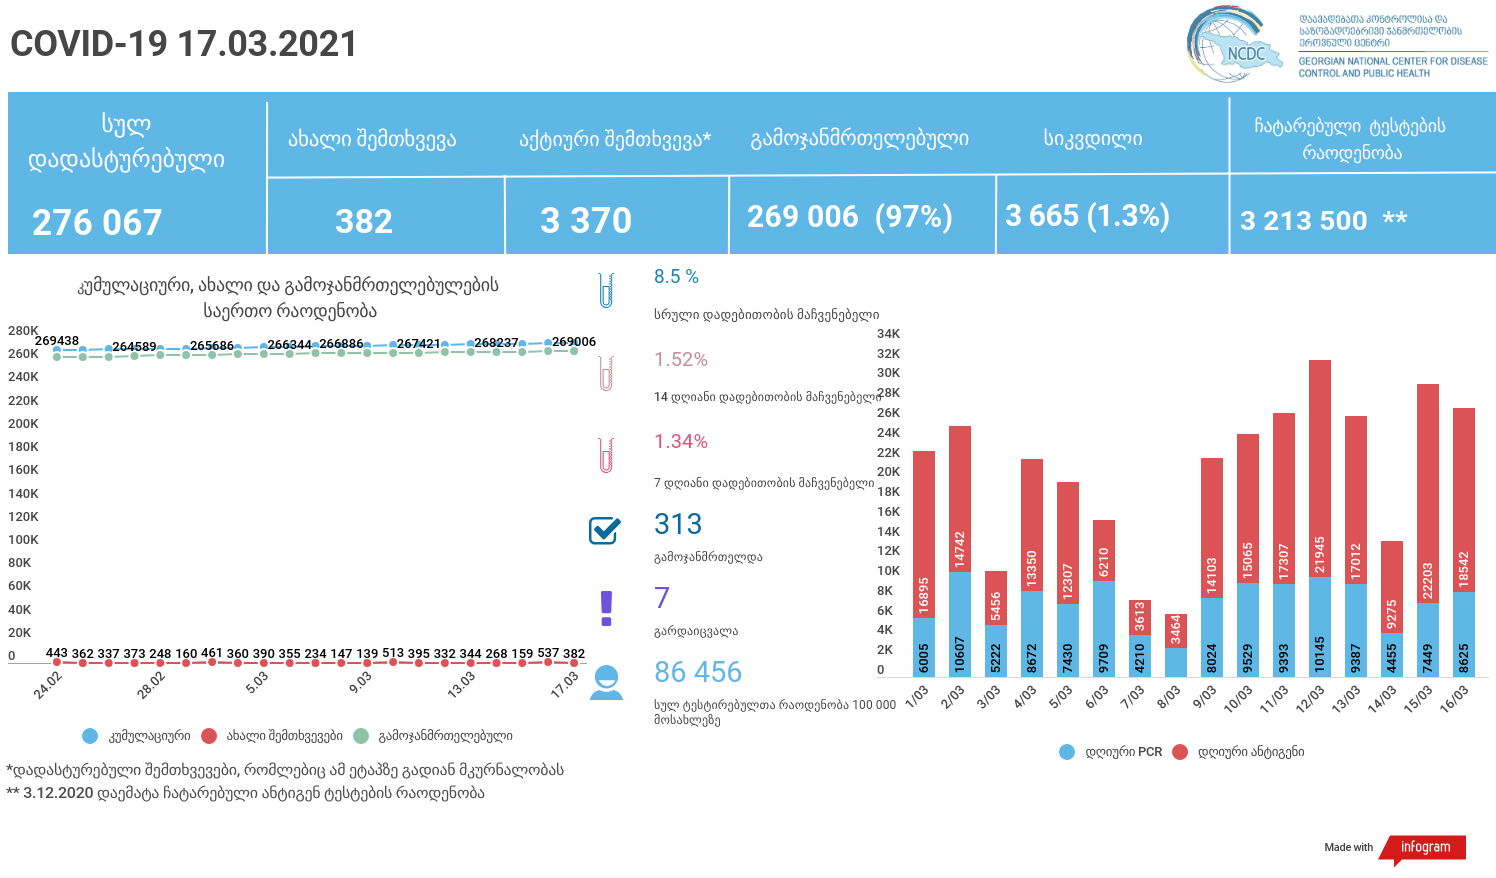 COVID-19 17.03.2021
დაავადებათა კონტროლისა და
საზოგადოებრივი ჯანმრთელობის
ეროვნული ცენტრი
NCDC
GEORGIAN NATIONAL CENTER FOR DISEASE
CONTROL AND PUBLIC HEALTH
სულ
დადასტურებული
276 067
ახალი შემთხვევა
382
აქტიური შემთხვევა*
3 370
გამოჯანმრთელებული
269 006 (97%)
სიკვდილი
3 665 (1.3%)
ჩატარებული ტესტების
რაოდენობა
3 213 500 **
კუმულაციური, ახალი და გამოჯანმრთელებულების
საერთო რაოდენობა
280K
260K
240K
220K
200K
180K
160K
140K
120K
100K
80K
60K
40K
20K
0
269438 264589 265686 266344 266886 267421 268237 269006
443 362 337 373 248 160 461 360 390 355 234 147 139 513 395 332 344 268 159 537 382
24.02 28.02 5.03 9.03 13.03 17.03
კუმულაციური ახალი შემთხვევები გამოჯანმრთელებული
*დადასტურებული შემთხვევები, რომლებიც ამ ეტაპზე გადიან მკურნალობას
** 3.12.2020 დაემატა ჩატარებული ანტიგენ ტესტების რაოდენობა
8.5 %
სრული დადებითობის მაჩვენებელი
1.52%
14 დღიანი დადებითობის მაჩვენებელი
1.34%
7 დღიანი დადებითობის მაჩვენებელი
313
გამოჯანმრთელდა
7
გარდაიცვალა
86 456
სულ ტესტირებულთა რაოდენობა 100 000
მოსახლეზე
34K
32K
30K
28K
26K
24K
22K
20K
18K
16K
14K
12K
10K
8K
6K
4K
2K
0
16895 14742 5456 13350 12307 6210 3613 3464 14103 15065 17307 21945 17012 9275 22203 18542
6005 10607 5222 8672 7430 9709 4210 8024 9529 9393 10145 9387 4455 7449 8625
1/03 2/03 3/03 4/03 5/03 6/03 7/03 8/03 9/03 10/03 11/03 12/03 13/03 14/03 15/03 16/03
დღიური PCR დღიური ანტიგენი
Made with infogram